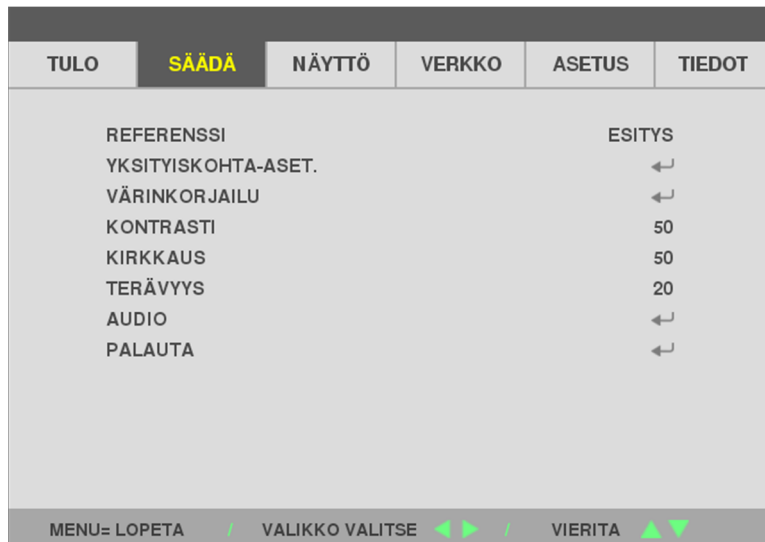 TULO SÄÄDÄ NÄYTTÖ VERKKO ASETUS TIEDOT
REFERENSSI ESITYS
YKSITYISKOHTA-ASET.
VÄRINKORJAILU
KONTRASTI 50
KIRKKAUS 50
TERÄVYYS 20
AUDIO
PALAUTA
MENU= LOPETA / VALIKKO VALITSE / VIERITA